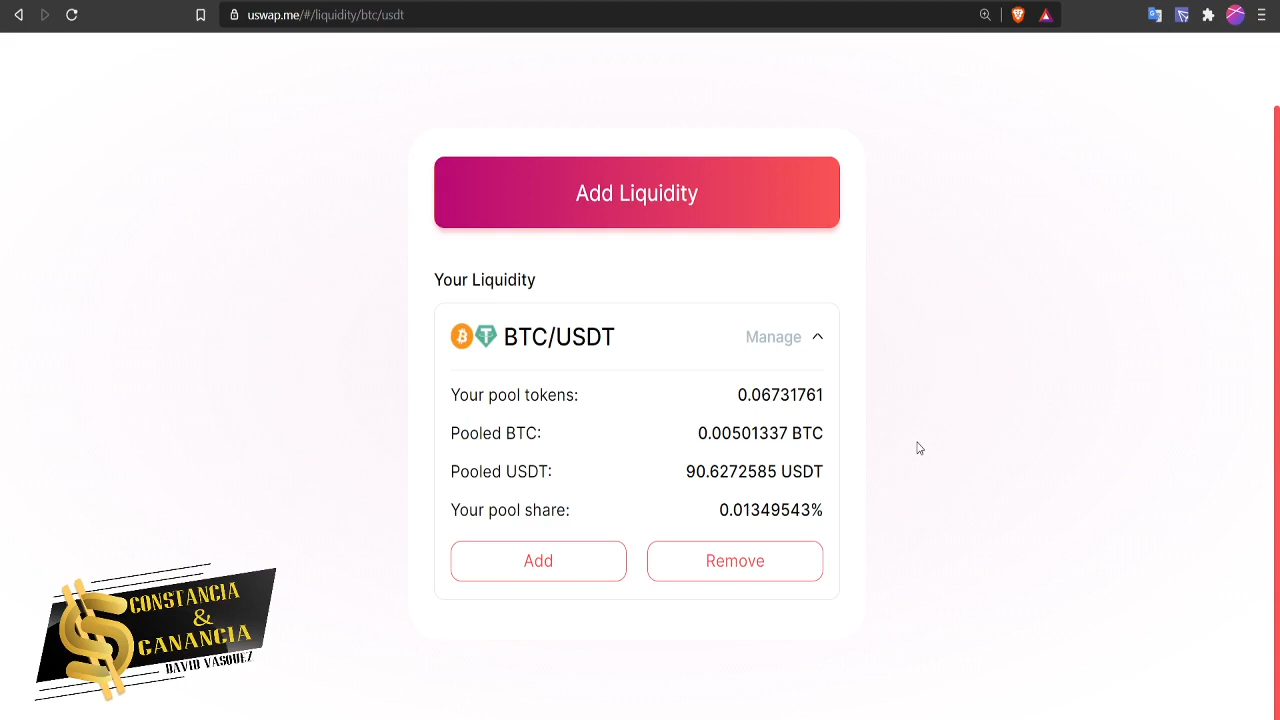 uswap.me/#/liquidity/btc/usdt
Add Liquidity
Your Liquidity
BTC/USDT
Manage
Your pool tokens: 0.06731761
Pooled BTC: 0.00501337 BTC
Pooled USDT: 90.6272585 USDT
Your pool share: 0.01349543%
Add Remove
CONSTANCIA
&
GANANCIA
DAVID VASQUEZ